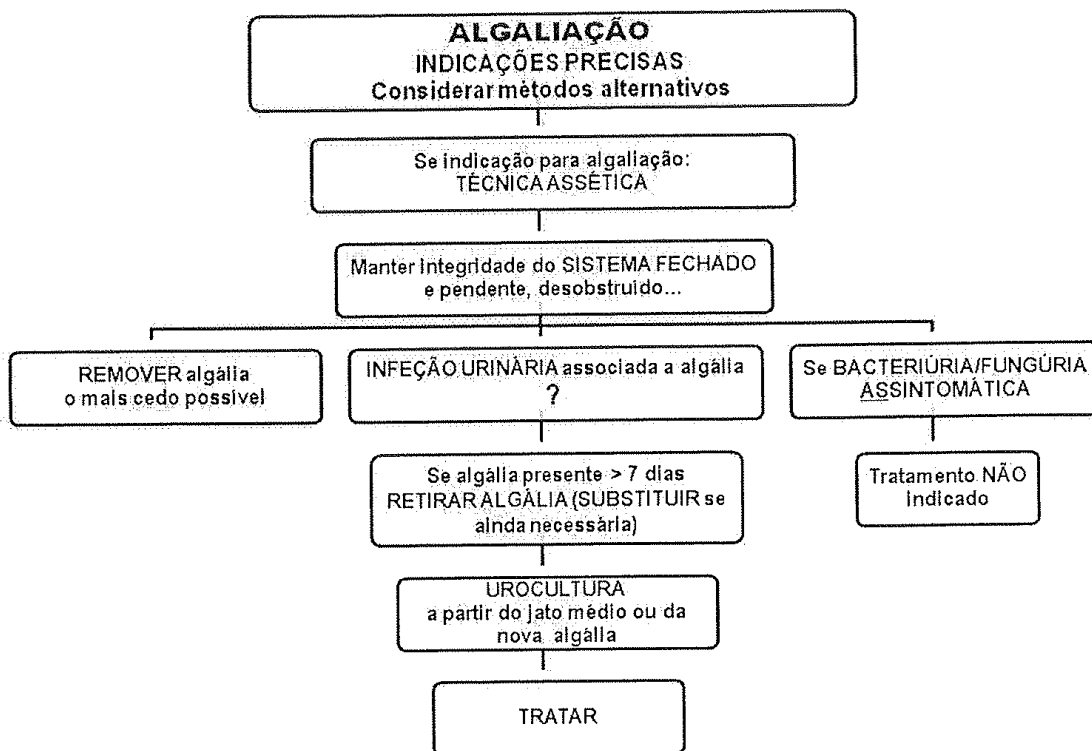 ALGALIAÇÃO
INDICAÇÕES PRECISAS
Considerar métodos alternativos
Se indicação para algaliação:
TÉCNICA ASSÉTICA
Manter integridade do SISTEMA FECHADO
e pendente, desobstruído...
REMOVER algália
o mais cedo possível
INFEÇÃO URINÁRIA associada a algália
?
Se BACTERIÚRIA/FUNGÚRIA
ASSINTOMÁTICA
Se algália presente > 7 dias
RETIRAR ALGÁLIA (SUBSTITUIR se
ainda necessária)
Tratamento NÃO
indicado
UROCULTURA
a partir do jato médio ou da
nova algália
TRATAR